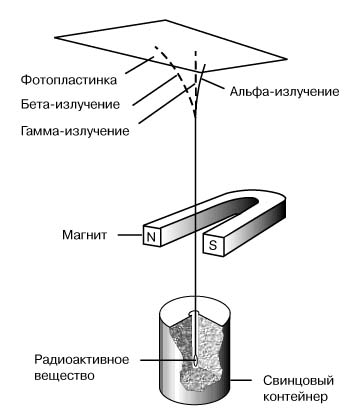 Фотопластинка
Бета-излучение
Гамма-излучение
Альфа-излучение
Магнит
N
S
Радиоактивное
вещество
Свинцовый
контейнер